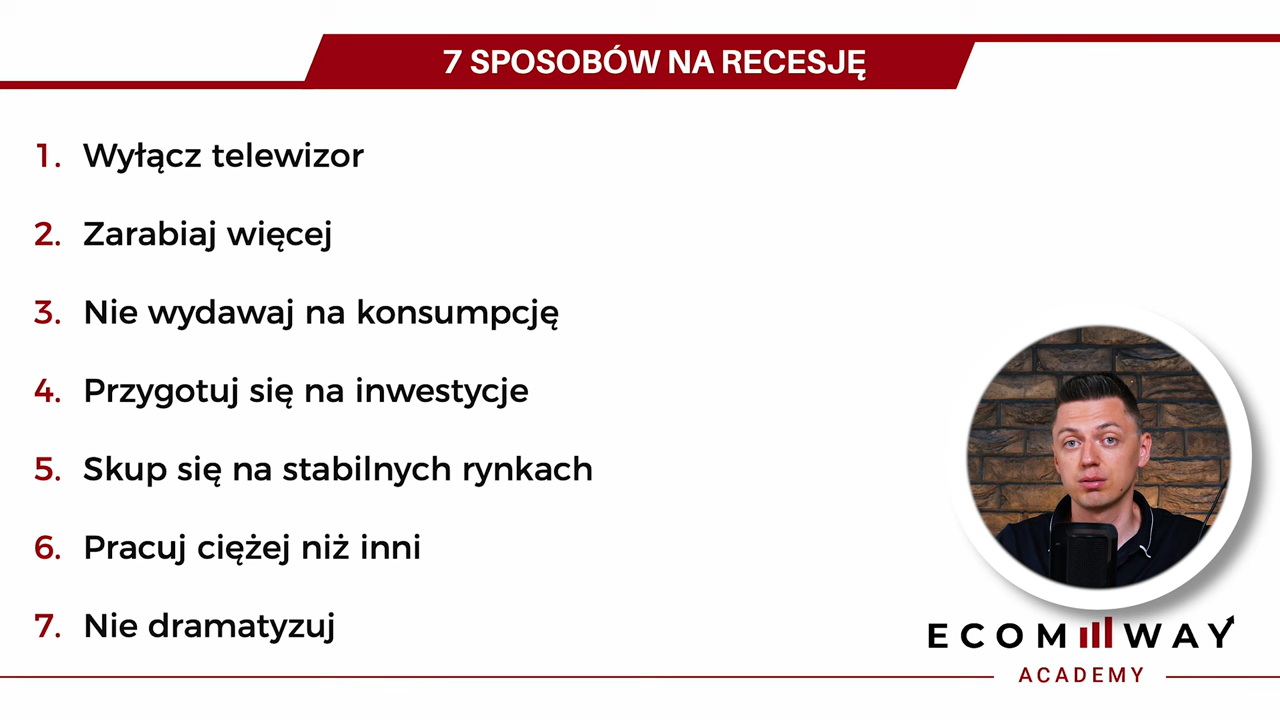 7 SPOSOBÓW NA RECESJĘ
1. Wyłącz telewizor
2. Zarabiaj więcej
3. Nie wydawaj na konsumpcję
4. Przygotuj się na inwestycje
5. Skup się na stabilnych rynkach
6. Pracuj ciężej niż inni
7. Nie dramatyzuj
ECOM WAY
ACADEMY